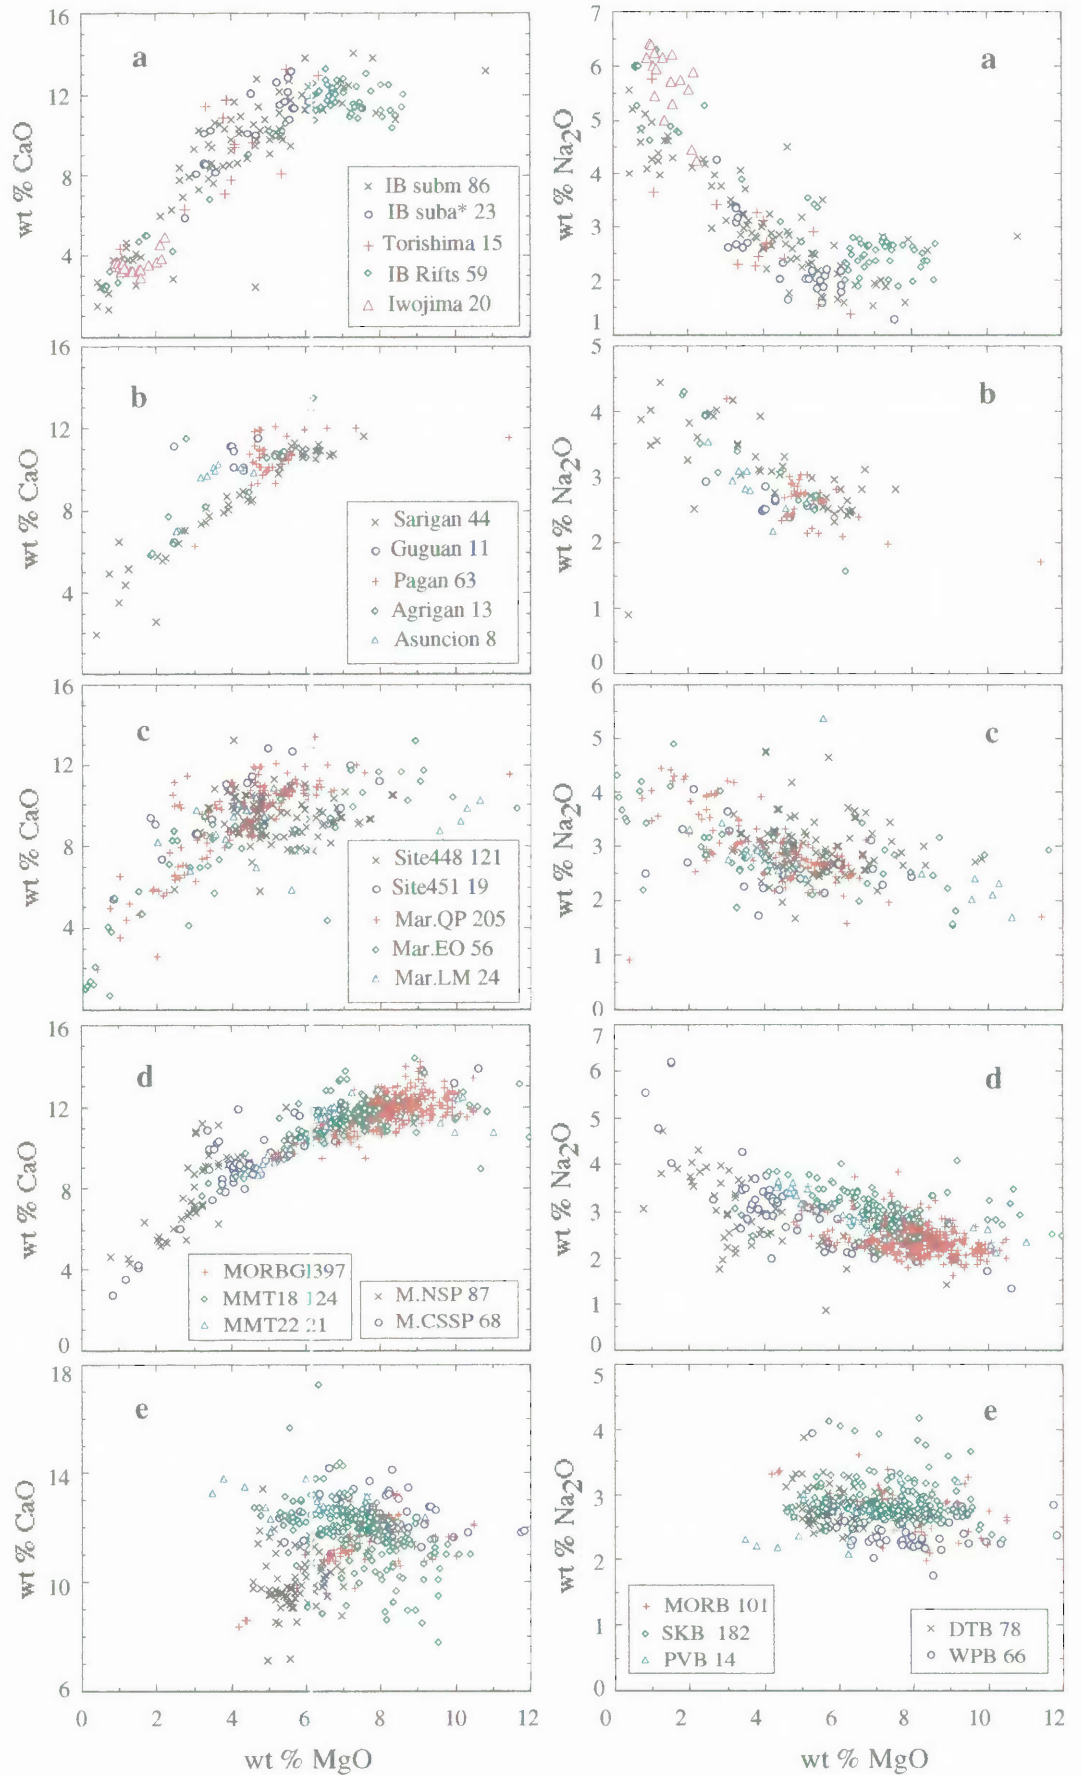 16
12
8
4
wt % CaO
a
× IB subm 86
o IB suba* 23
+ Torishima 15
◇ IB Rifts 59
△ Iwojima 20
7
6
5
4
3
2
1
wt % Na2O
a
16
12
8
4
wt % CaO
b
× Sarigan 44
o Guguan 11
+ Pagan 63
◇ Agrigan 13
△ Asuncion 8
5
4
3
2
1
0
wt % Na2O
b
16
12
8
4
wt % CaO
c
× Site448 121
o Site451 19
+ Mar.QP 205
◇ Mar.EO 56
△ Mar.LM 24
6
5
4
3
2
1
0
wt % Na2O
c
16
12
8
4
0
wt % CaO
d
+ MORBG397
◇ MMT18 124
△ MMT22 21
× M.NSP 87
o M.CSSP 68
7
6
5
4
3
2
1
0
wt % Na2O
d
18
14
10
6
wt % CaO
e
0 2 4 6 8 10 12
wt % MgO
5
4
3
2
1
0
wt % Na2O
e
+ MORB 101
◇ SKB 182
△ PVB 14
× DTB 78
o WPB 66
2 4 6 8 10 12
wt % MgO